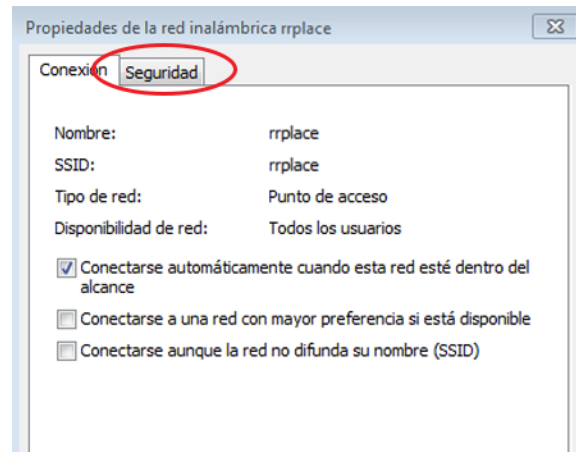 Propiedades de la red inalámbrica rrplace
Conexión Seguridad
Nombre: rrplace
SSID: rrplace
Tipo de red: Punto de acceso
Disponibilidad de red: Todos los usuarios
Conectarse automáticamente cuando esta red esté dentro del
alcance
Conectarse a una red con mayor preferencia si está disponible
Conectarse aunque la red no difunda su nombre (SSID)